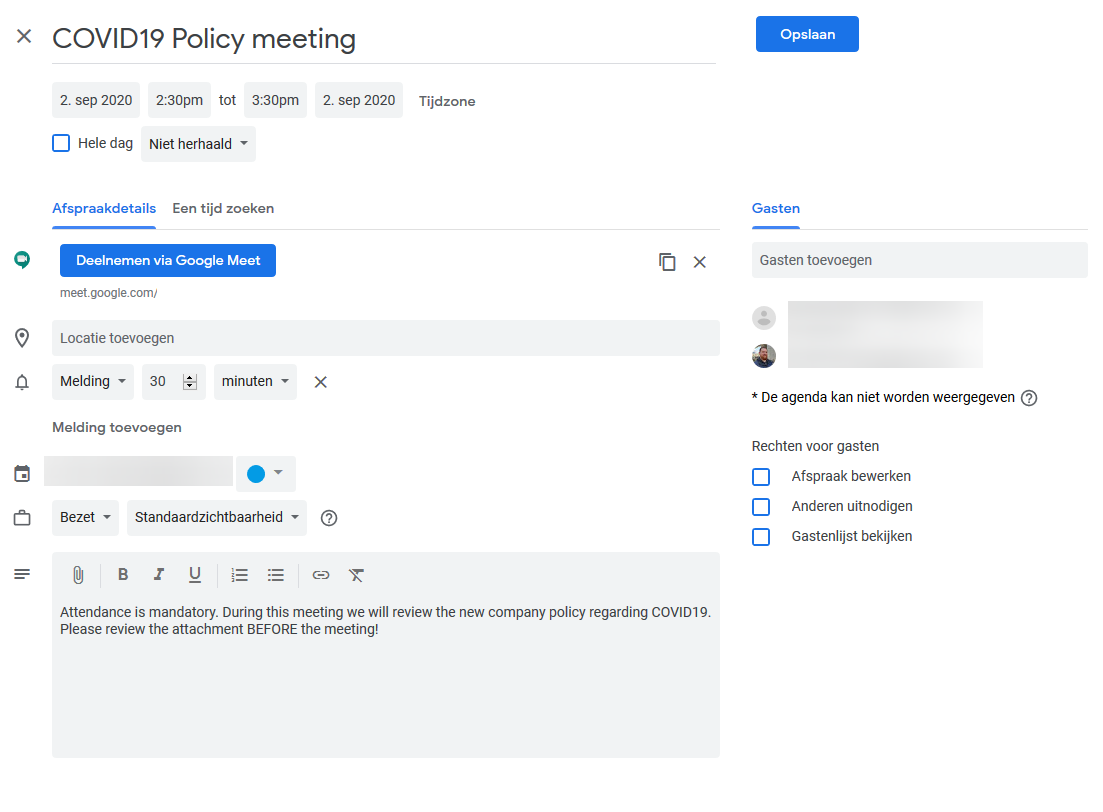 COVID19 Policy meeting
Opslaan
2. sep 2020 2:30pm tot 3:30pm 2. sep 2020 Tijdzone
Hele dag Niet herhaald
Afspraakdetails Een tijd zoeken
Deelnemen via Google Meet
meet.google.com/
Locatie toevoegen
Melding 30 minuten
Melding toevoegen
Bezet Standaardzichtbaarheid
B I U
Attendance is mandatory. During this meeting we will review the new company policy regarding COVID19.
Please review the attachment BEFORE the meeting!
Gasten
Gasten toevoegen
* De agenda kan niet worden weergegeven
Rechten voor gasten
Afspraak bewerken
Anderen uitnodigen
Gastenlijst bekijken